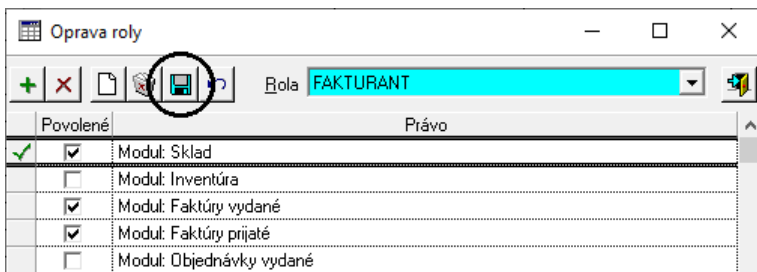 Oprava roly
Rola FAKTURANT
Povolené Právo
Modul: Sklad
Modul: Inventúra
Modul: Faktúry vydané
Modul: Faktúry prijaté
Modul: Objednávky vydané